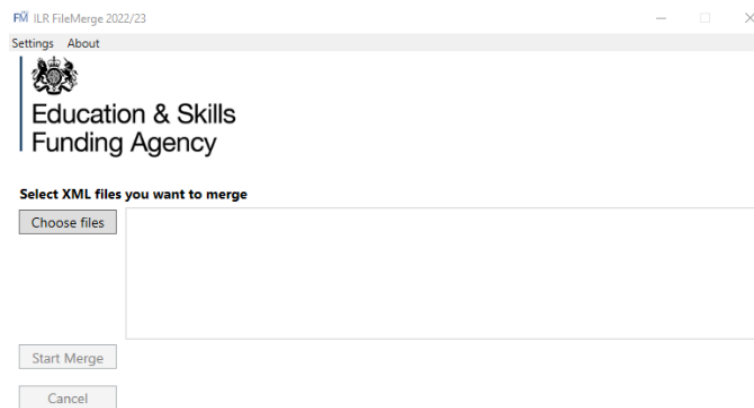 FM ILR FileMerge 2022/23
Settings About
Education & Skills
Funding Agency
Select XML files you want to merge
Choose files
Start Merge
Cancel